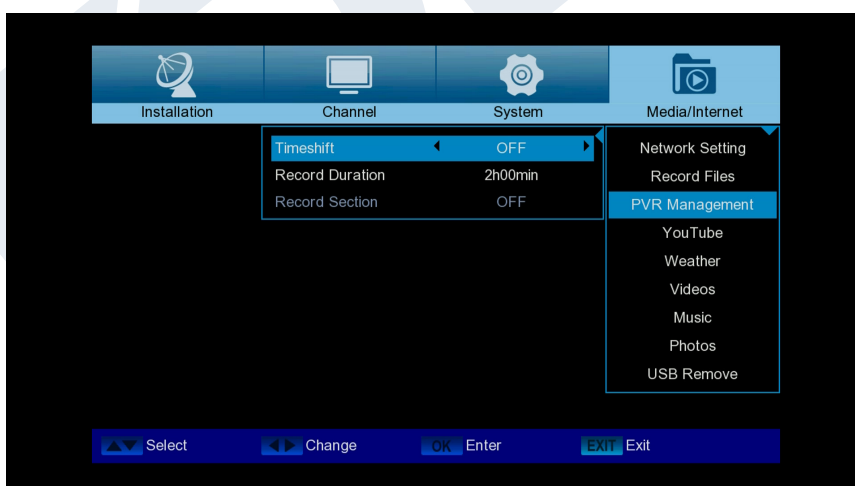 Installation
Channel
System
Media/Internet
Timeshift OFF
Record Duration 2h00min
Record Section OFF
Network Setting
Record Files
PVR Management
YouTube
Weather
Videos
Music
Photos
USB Remove
Select
Change
OK Enter
EXIT Exit